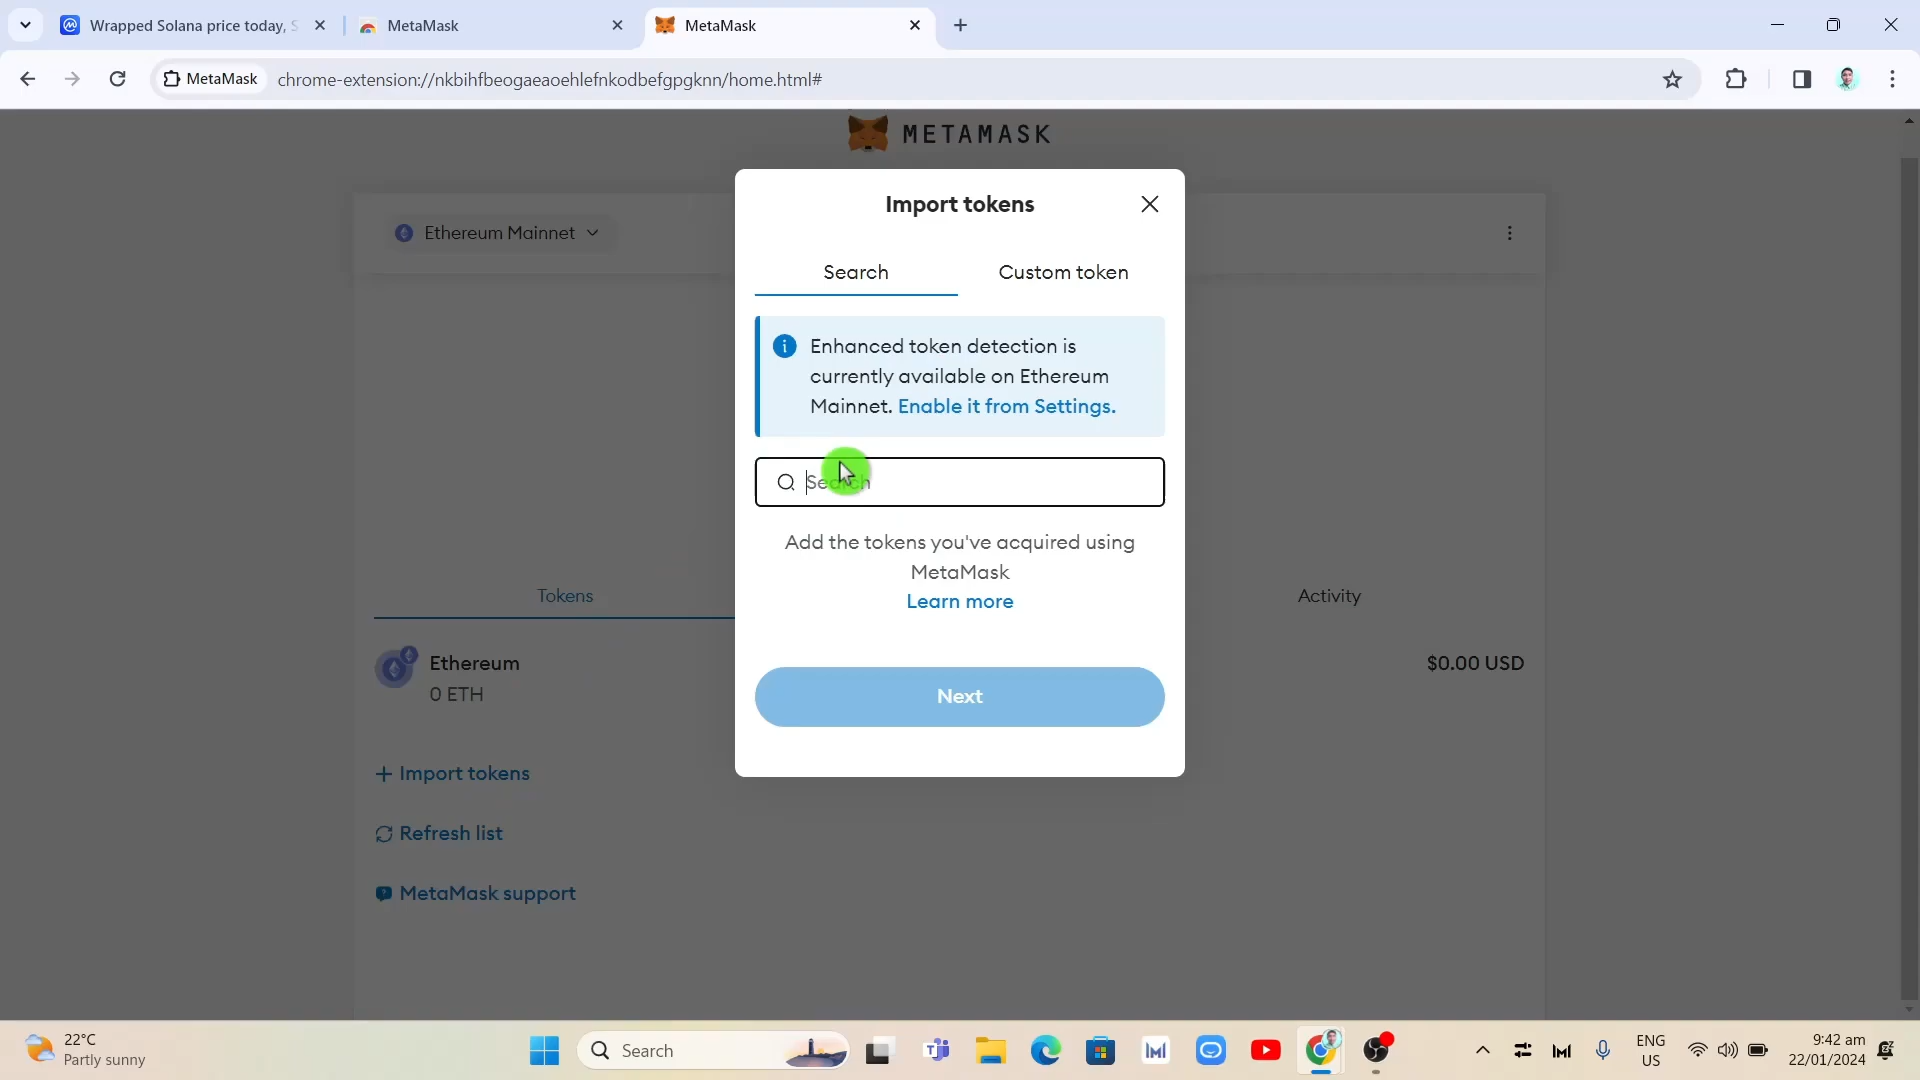 Wrapped Solana price today, S
MetaMask
MetaMask
MetaMask
chrome-extension://nkbihfbeogaeaoehlefnkodbefgpgknn/home.html#
METAMASK
Import tokens
Ethereum Mainnet
Search
Custom token
Enhanced token detection is
currently available on Ethereum
Mainnet. Enable it from Settings.
Search
Add the tokens you've acquired using
MetaMask
Learn more
Tokens
Activity
Ethereum
$0.00 USD
0 ETH
Next
Import tokens
Refresh list
MetaMask support
22°C
Partly sunny
Search
ENG
US
9:42 am
22/01/2024